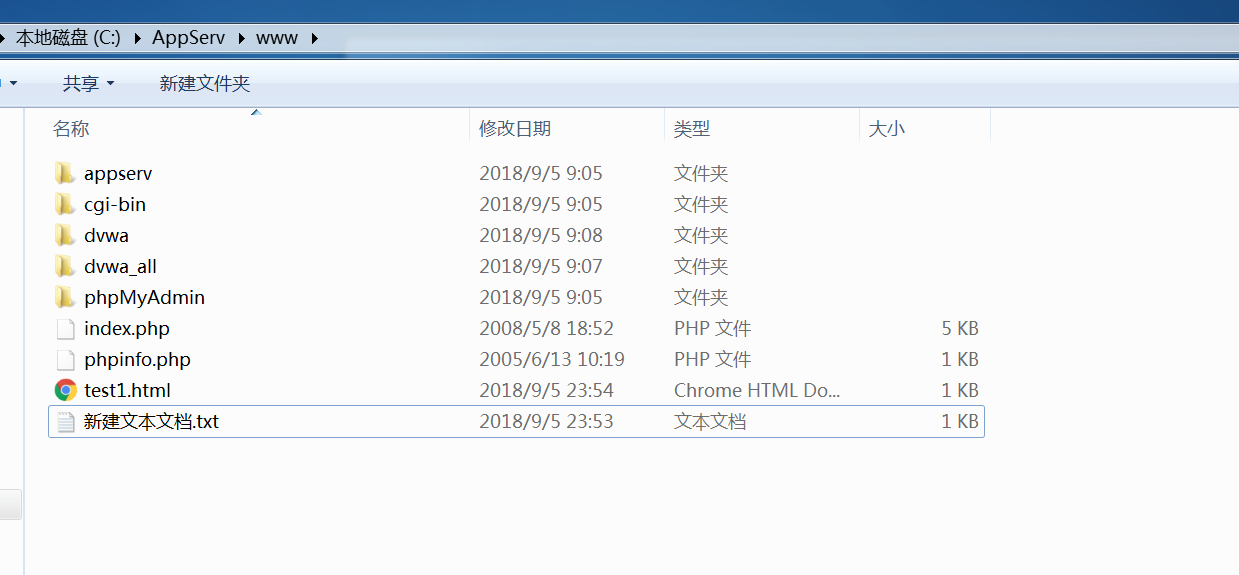 本地磁盘 (C:) AppServ www
共享 新建文件夹
名称 修改日期 类型 大小
appserv 2018/9/5 9:05 文件夹
cgi-bin 2018/9/5 9:05 文件夹
dvwa 2018/9/5 9:08 文件夹
dvwa_all 2018/9/5 9:07 文件夹
phpMyAdmin 2018/9/5 9:05 文件夹
index.php 2008/5/8 18:52 PHP 文件 5 KB
phpinfo.php 2005/6/13 10:19 PHP 文件 1 KB
test1.html 2018/9/5 23:54 Chrome HTML Do... 1 KB
新建文本文档.txt 2018/9/5 23:53 文本文档 1 KB